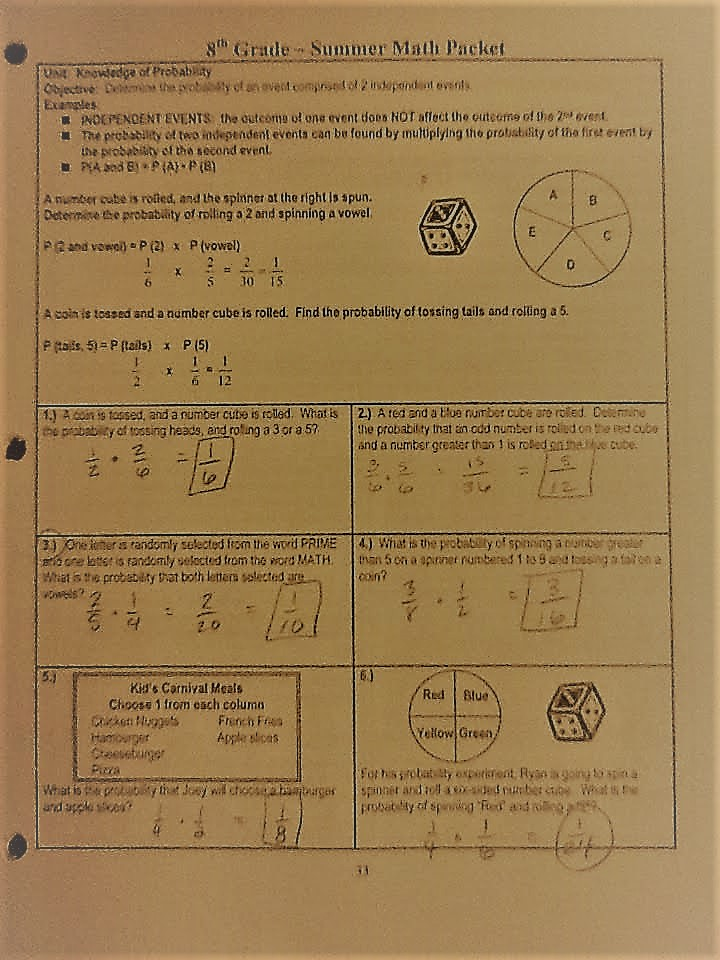 8th Grade – Summer Math Packet
Unit: Knowledge of Probability
Objective: Determine the probability of an event comprised of 2 independent events.
Examples:
■ INDEPENDENT EVENTS: the outcome of one event does NOT affect the outcome of the 2nd event.
■ The probability of two independent events can be found by multiplying the probability of the first event by
the probability of the second event.
■ P(A and B) = P (A) • P (B)
A number cube is rolled, and the spinner at the right is spun.
Determine the probability of rolling a 2 and spinning a vowel.
A B C D E
P (2 and vowel) = P (2) x P (vowel)
1/6 x 2/5 = 2/30 = 1/15
A coin is tossed and a number cube is rolled. Find the probability of tossing tails and rolling a 5.
P (tails, 5) = P (tails) x P (5)
1/2 x 1/6 = 1/12
1.) A coin is tossed, and a number cube is rolled. What is
the probability of tossing heads, and rolling a 3 or a 5?
1/2 • 2/6 = 1/6
2.) A red and a blue number cube are rolled. Determine
the probability that an odd number is rolled on the red cube
and a number greater than 1 is rolled on the blue cube.
3/6 • 5/6 = 15/36 = 5/12
3.) One letter is randomly selected from the word PRIME
and one letter is randomly selected from the word MATH.
What is the probability that both letters selected are
vowels?
2/5 • 1/4 = 2/20 = 1/10
4.) What is the probability of spinning a number greater
than 5 on a spinner numbered 1 to 8 and tossing a tail on a
coin?
3/8 • 1/2 = 3/16
5.)
Kid's Carnival Meals
Choose 1 from each column
Chicken Nuggets French Fries
Hamburger Apple slices
Cheeseburger
Pizza
What is the probability that Joey will choose a hamburger
and apple slices?
1/4 • 1/2 = 1/8
6.)
Red Blue
Yellow Green
For his probability experiment, Ryan is going to spin a
spinner and roll a six-sided number cube. What is the
probability of spinning "Red" and rolling a
1/4 • 1/6 = 1/24
33